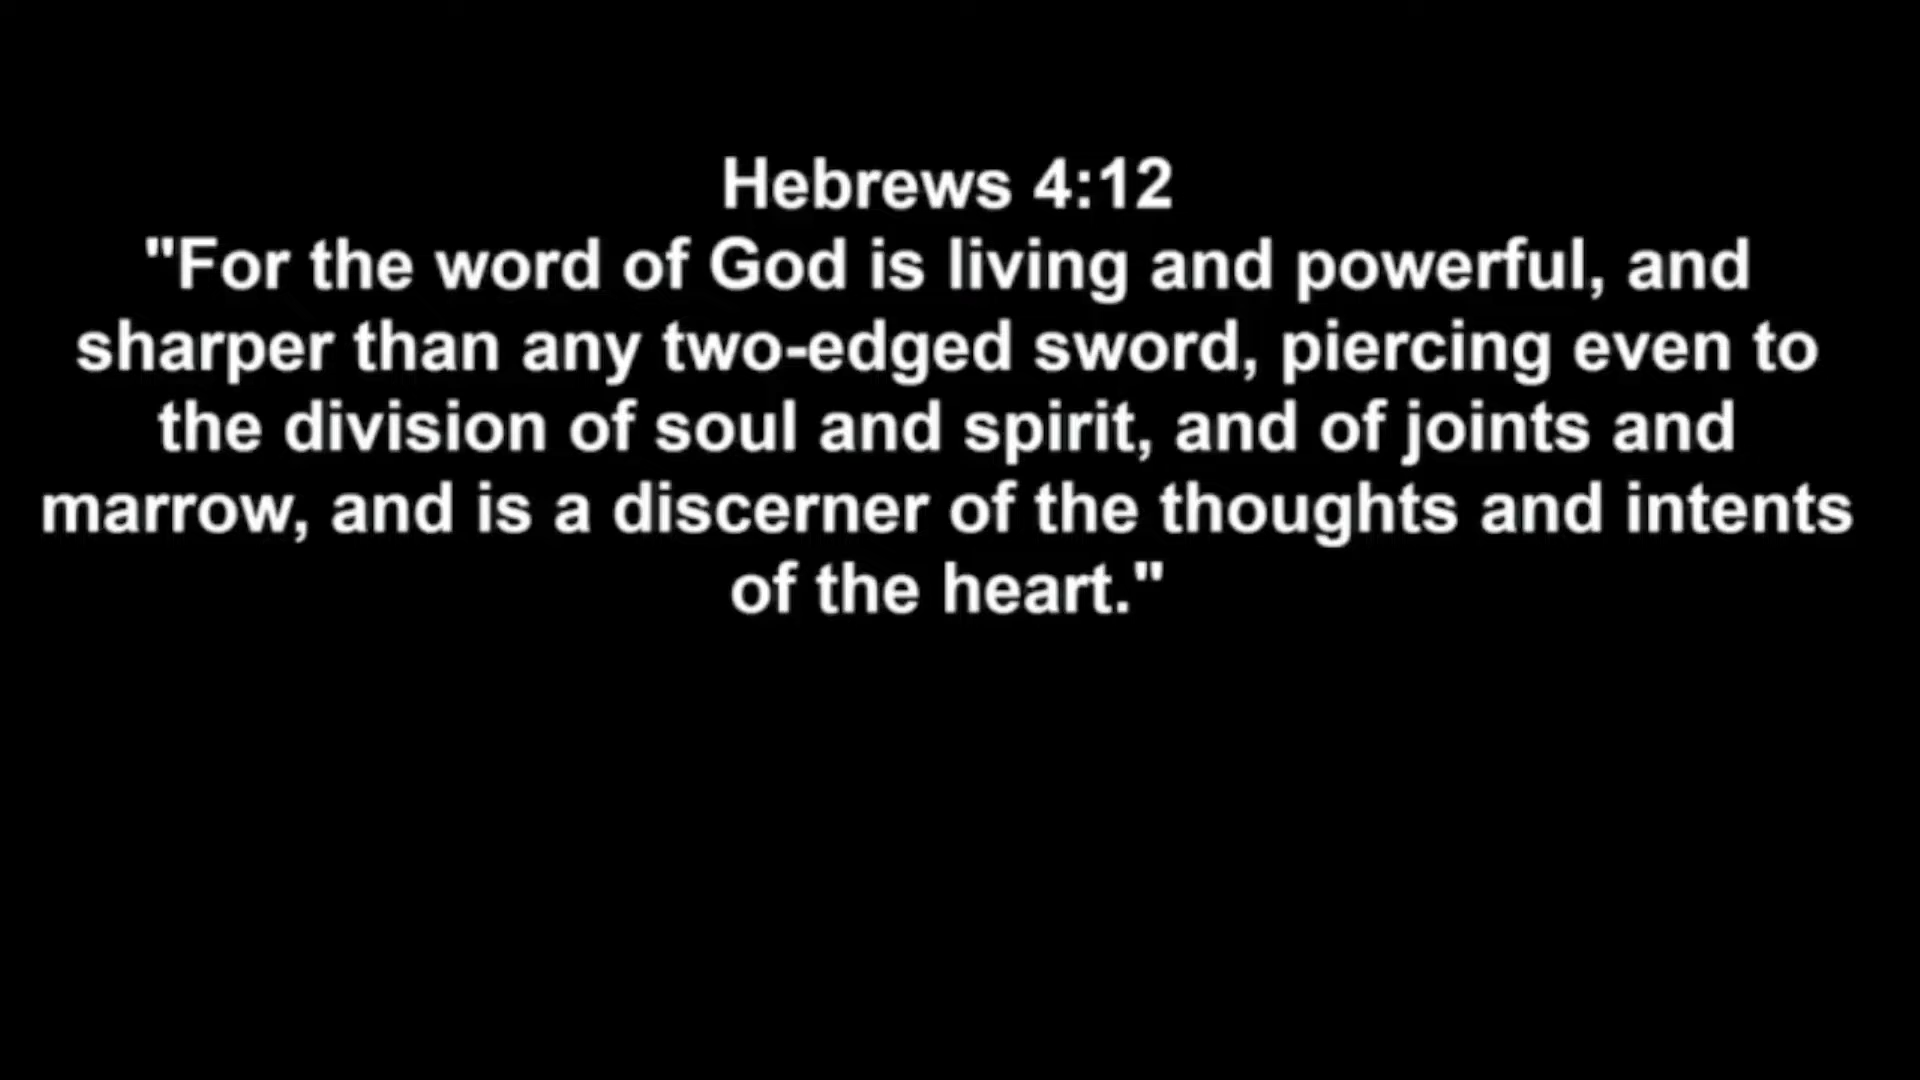 Hebrews 4:12
"For the word of God is living and powerful, and
sharper than any two-edged sword, piercing even to
the division of soul and spirit, and of joints and
marrow, and is a discerner of the thoughts and intents
of the heart."